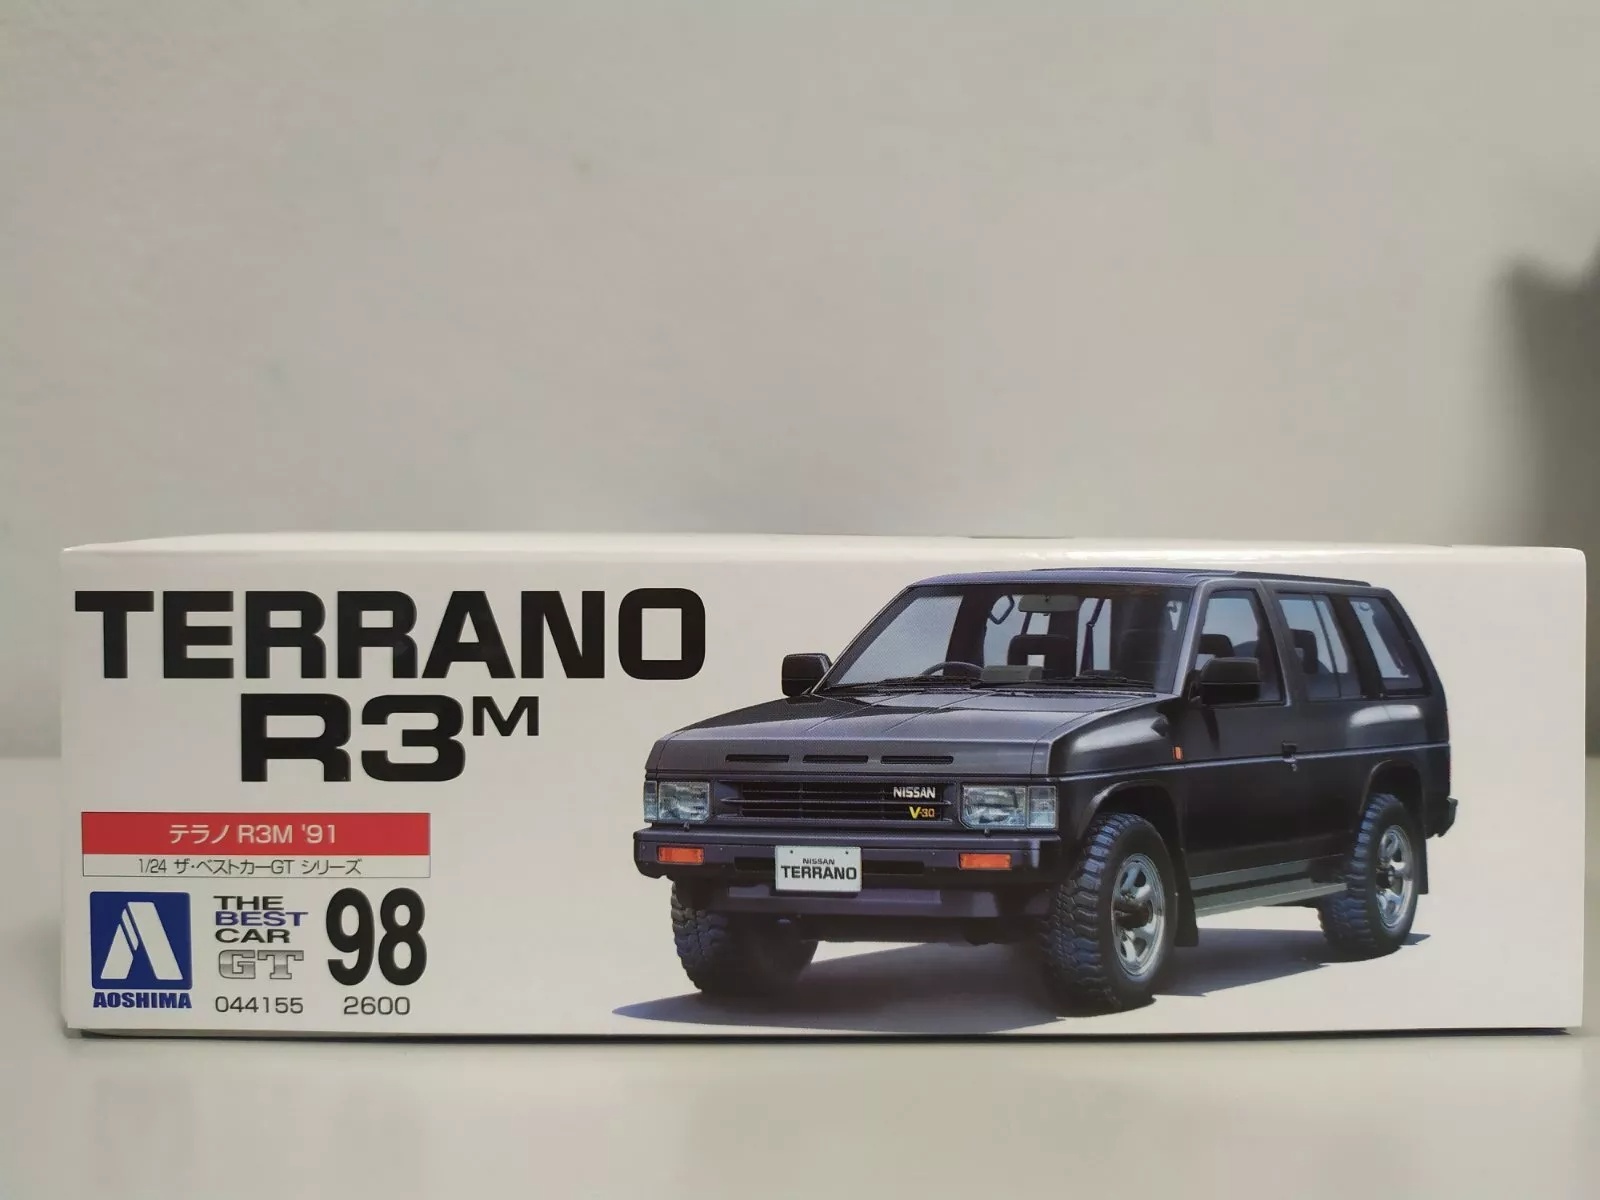 TERRANO
R3M
テラノ R3M '91
1/24 ザ・ベストカーGT シリーズ
AOSHIMA
THE
BEST
CAR
GT
98
044155
2600
NISSAN
V-30
NISSAN
TERRANO